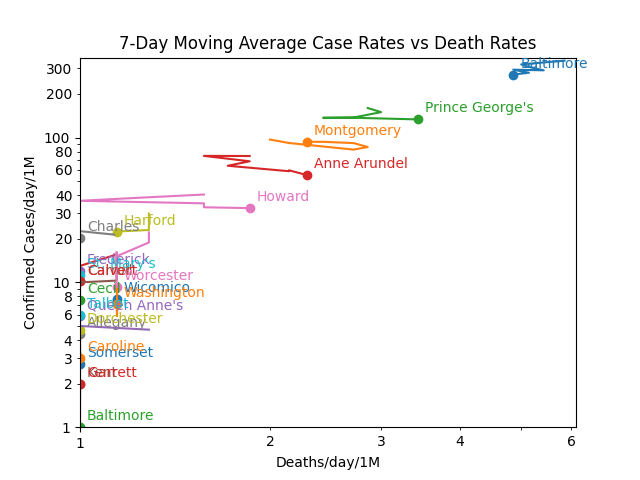 7-Day Moving Average Case Rates vs Death Rates
Confirmed Cases/day/1M
300
200
100
80
60
40
30
20
10
8
6
4
3
2
1
Baltimore
Prince George's
Montgomery
Anne Arundel
Howard
Charles
Harford
Frederick
St. Mary's
Calvert
Worcester
Cecil
Wicomico
Washington
Talbot
Queen Anne's
Dorchester
Allegany
Caroline
Somerset
Kent
Garrett
Baltimore
1
2
3
4
6
Deaths/day/1M